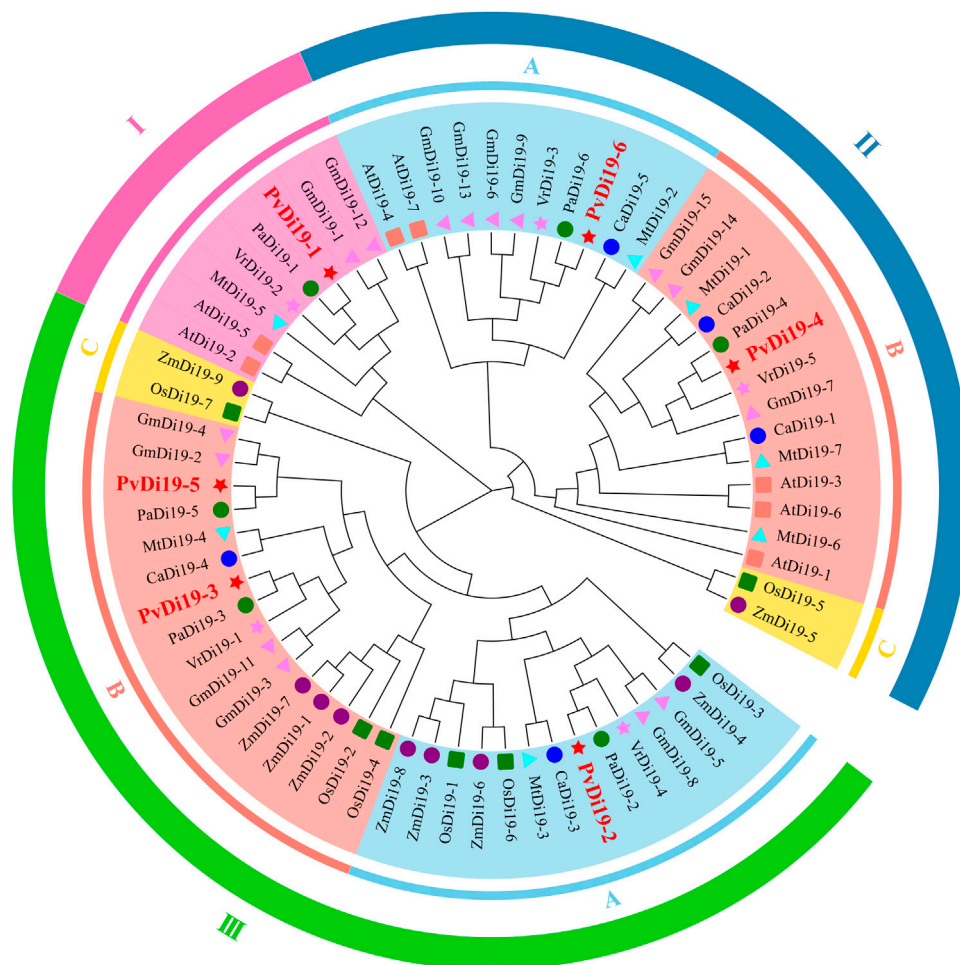 I
II
III
A
B
C
A
B
C
GmDi19-12
GmDi19-1
PvDi19-1
PaDi19-1
VrDi19-2
MtDi19-5
AtDi19-5
AtDi19-2
AtDi19-4
AtDi19-7
GmDi19-10
GmDi19-13
GmDi19-6
GmDi19-9
VrDi19-3
PaDi19-6
PvDi19-6
CaDi19-5
MtDi19-2
GmDi19-15
GmDi19-14
MtDi19-1
CaDi19-2
PaDi19-4
PvDi19-4
VrDi19-5
GmDi19-7
CaDi19-1
MtDi19-7
AtDi19-3
AtDi19-6
MtDi19-6
AtDi19-1
OsDi19-5
ZmDi19-5
OsDi19-3
ZmDi19-4
GmDi19-5
GmDi19-8
VrDi19-4
PaDi19-2
PvDi19-2
CaDi19-3
MtDi19-3
OsDi19-6
ZmDi19-6
OsDi19-1
ZmDi19-3
ZmDi19-8
OsDi19-4
OsDi19-2
ZmDi19-2
ZmDi19-1
ZmDi19-7
GmDi19-3
GmDi19-11
VrDi19-1
PaDi19-3
PvDi19-3
CaDi19-4
MtDi19-4
PaDi19-5
PvDi19-5
GmDi19-2
GmDi19-4
OsDi19-7
ZmDi19-9